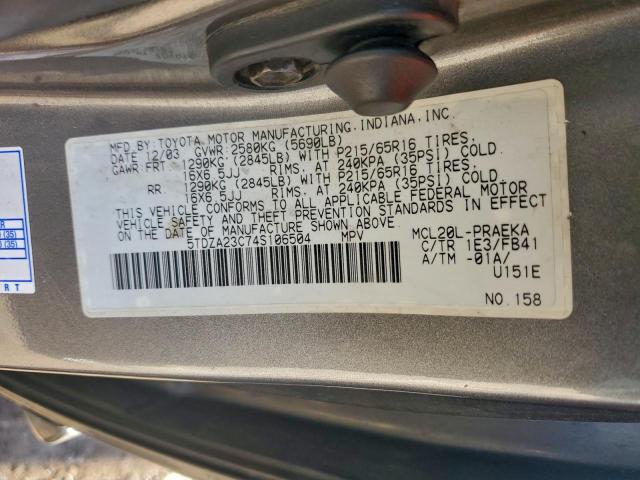 MFD.BY:TOYOTA MOTOR MANUFACTURING.INDIANA,INC.
DATE 12/03 GVWR:2580KG (5690LB)
GAWR:FRT. 1290KG (2845LB) WITH P215/65R16 TIRES.
16X6.5JJ RIMS. AT 240KPA (35PSI) COLD.
RR 1290KG (2845LB) WITH P215/65R16 TIRES.
16X6.5JJ RIMS. AT 240KPA (35PSI) COLD.
THIS VEHICLE CONFORMS TO ALL APPLICABLE FEDERAL MOTOR
VEHICLE SAFETY AND THEFT PREVENTION STANDARDS IN EFFECT
ON THE DATE OF MANUFACTURE SHOWN ABOVE.
5TDZA23C74S106504 MPV
MCL20L-PRAEKA
C/TR 1E3/FB41
A/TM -01A/
U151E
NO.158
(35)
(35)
R T